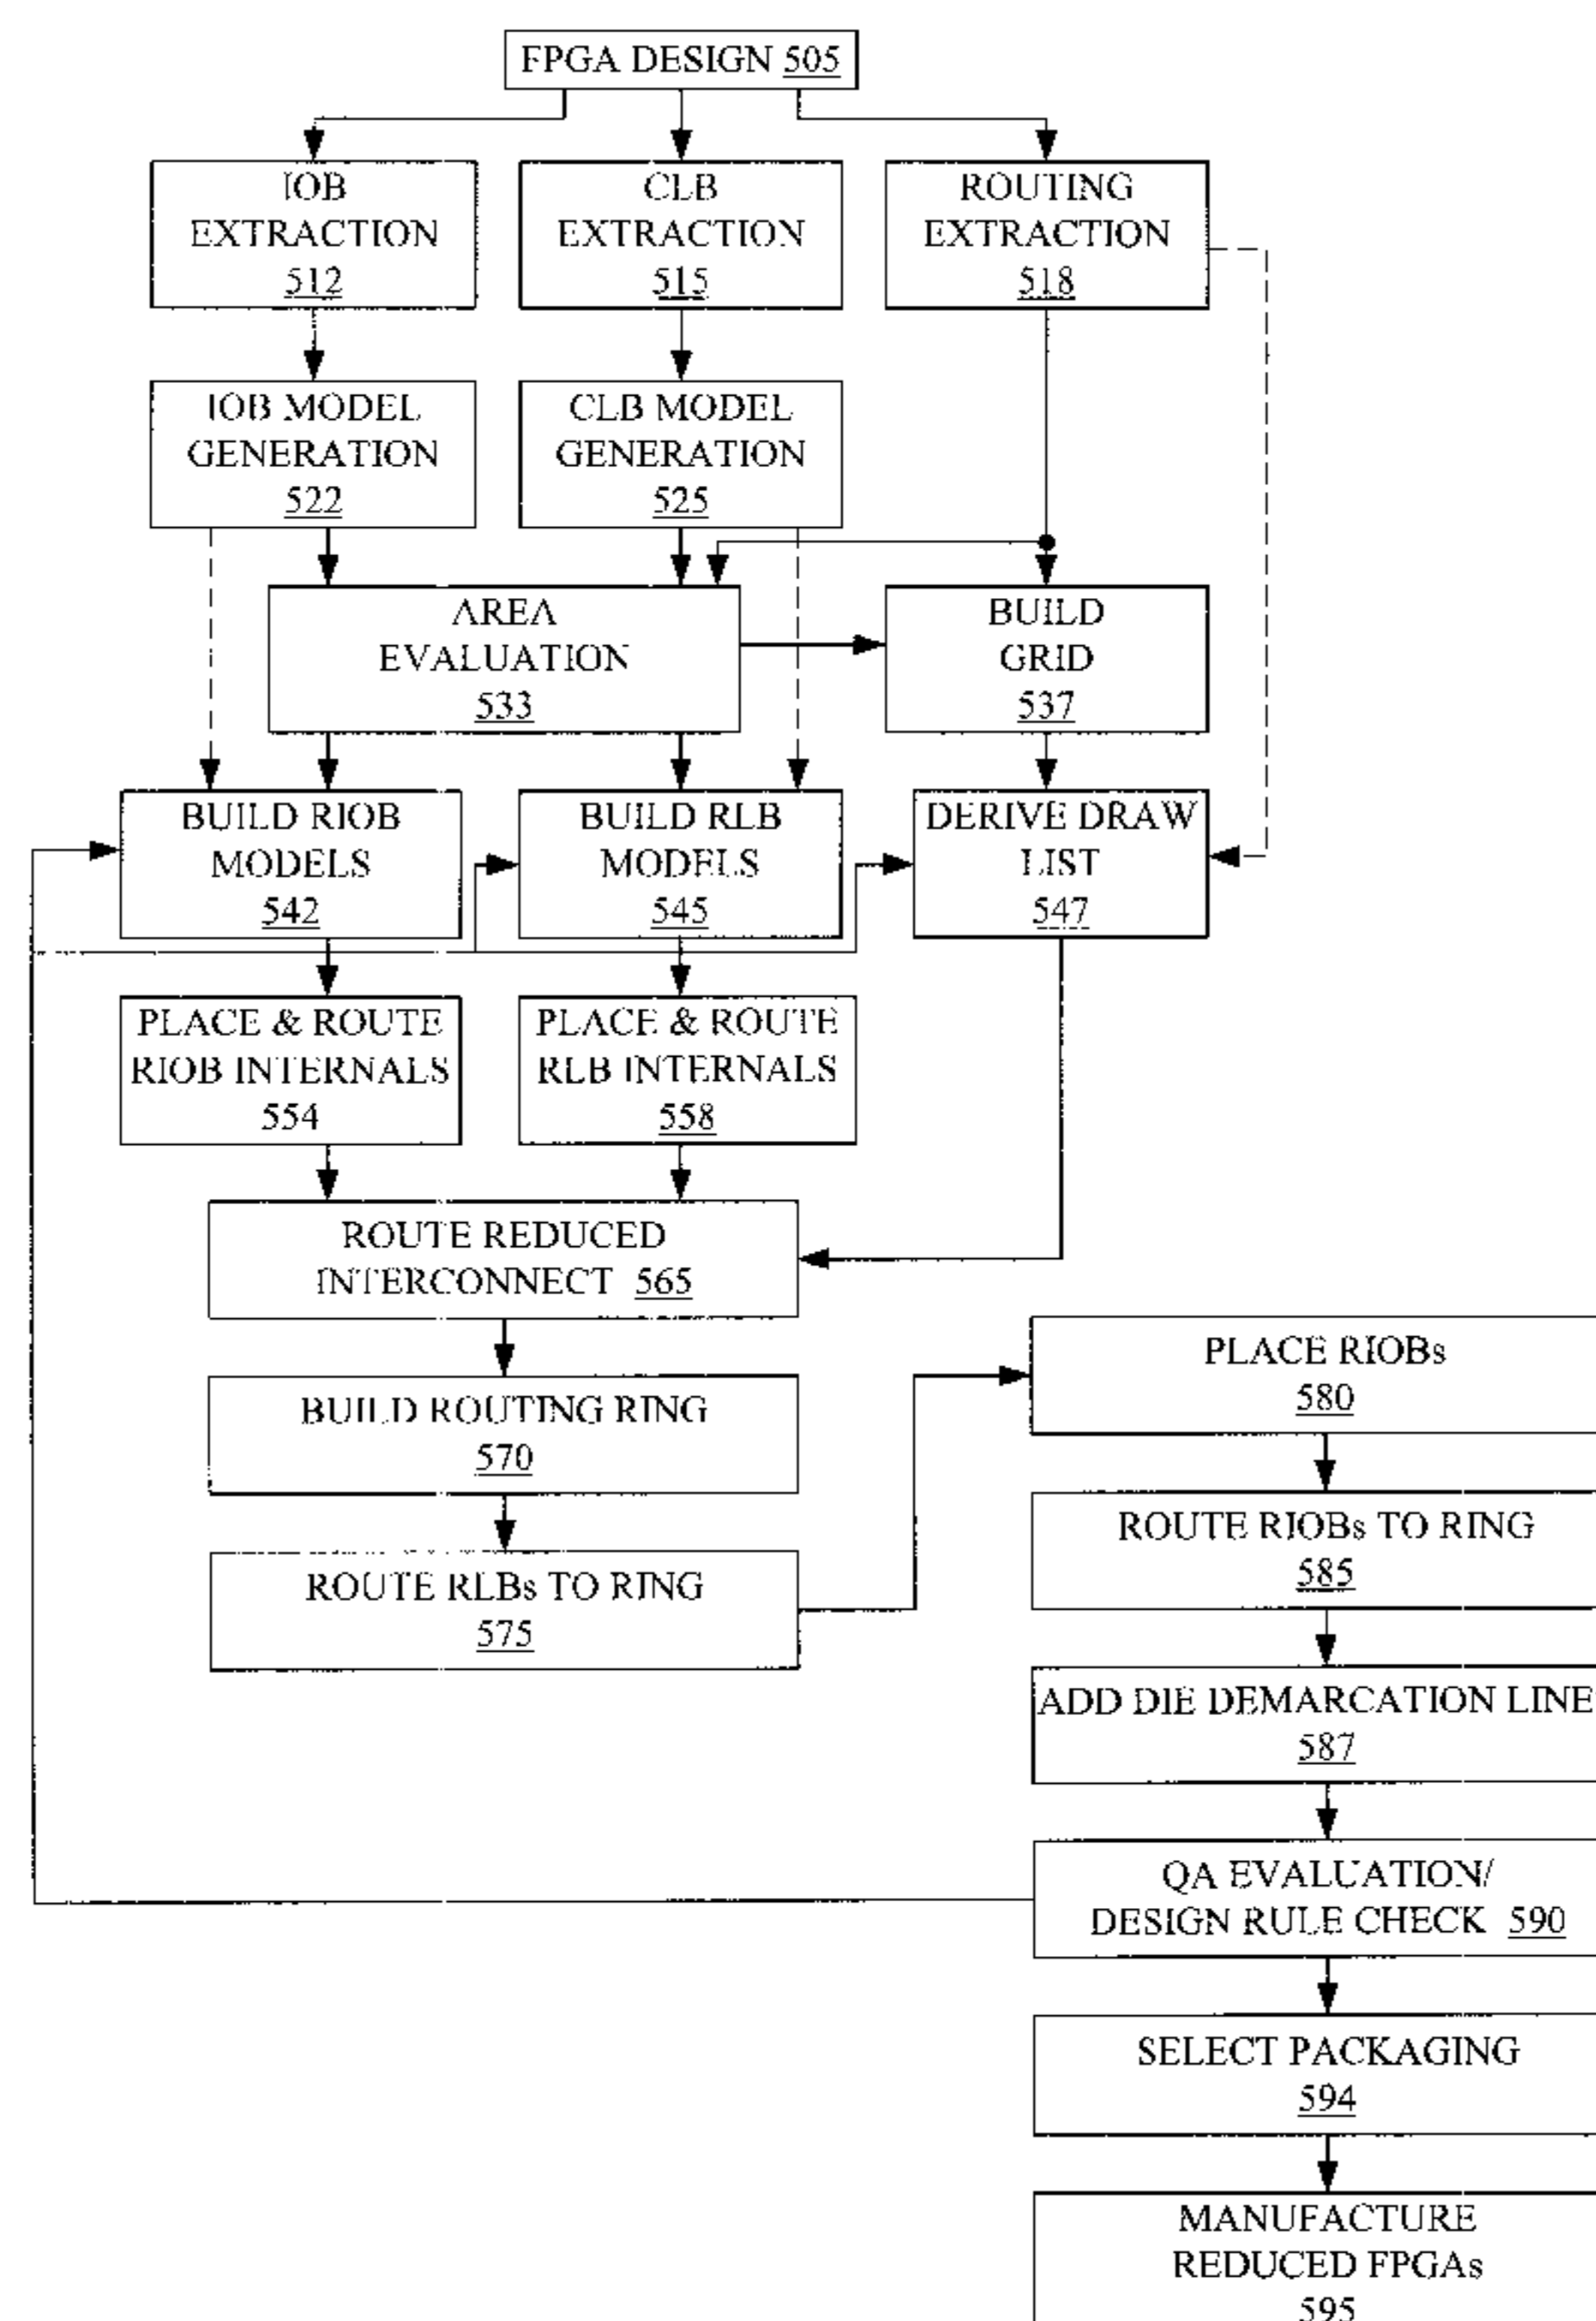 FPGA DESIGN 505
IOB
EXTRACTION
512
CLB
EXTRACTION
515
ROUTING
EXTRACTION
518
IOB MODEL
GENERATION
522
CLB MODEL
GENERATION
525
AREA
EVALUATION
533
BUILD
GRID
537
BUILD RIOB
MODELS
542
BUILD RLB
MODELS
545
DERIVE DRAW
LIST
547
PLACE & ROUTE
RIOB INTERNALS
554
PLACE & ROUTE
RLB INTERNALS
558
ROUTE REDUCED
INTERCONNECT 565
BUILD ROUTING RING
570
ROUTE RLBs TO RING
575
PLACE RIOBs
580
ROUTE RIOBs TO RING
585
ADD DIE DEMARCATION LINE
587
QA EVALUATION/
DESIGN RULE CHECK 590
SELECT PACKAGING
594
MANUFACTURE
REDUCED FPGAs
595